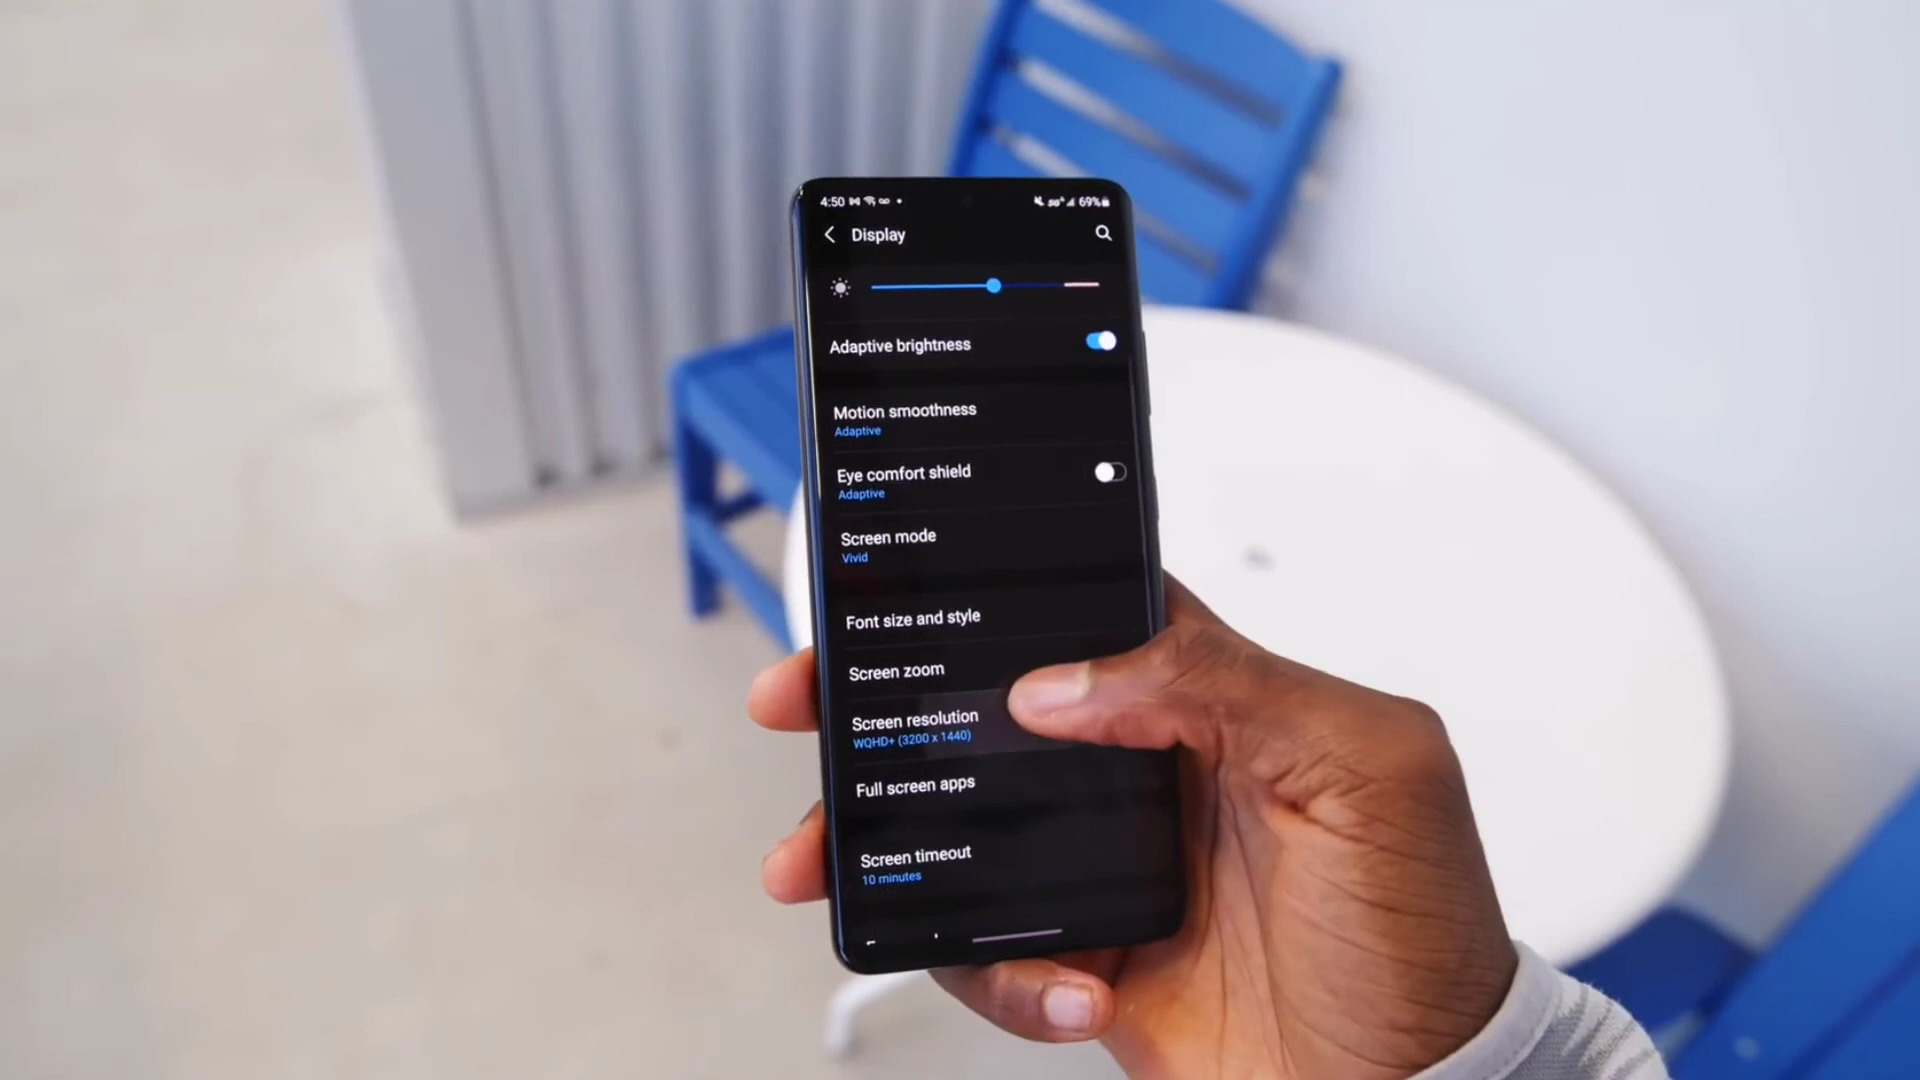 4:50
5G 69%
Display
Adaptive brightness
Motion smoothness
Adaptive
Eye comfort shield
Adaptive
Screen mode
Vivid
Font size and style
Screen zoom
Screen resolution
WQHD+ (3200 x 1440)
Full screen apps
Screen timeout
10 minutes